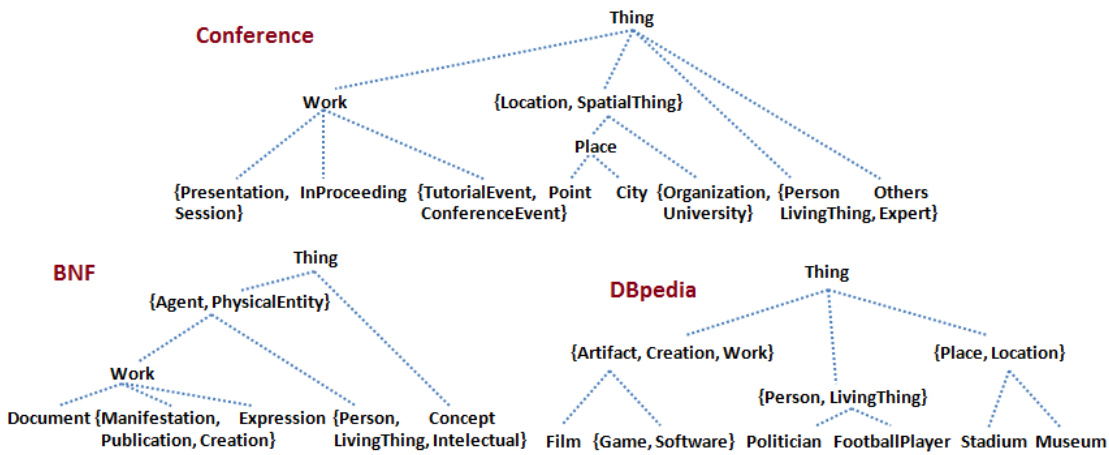 Conference
Thing
Work
{Location, SpatialThing}
Place
{Presentation, Session}
InProceeding
{TutorialEvent, ConferenceEvent}
Point
City
{Organization, University}
{Person LivingThing, Expert}
Others
BNF
Thing
{Agent, PhysicalEntity}
Work
Document
{Manifestation, Publication, Creation}
Expression
{Person, LivingThing, Intelectual}
Concept
DBpedia
Thing
{Artifact, Creation, Work}
{Place, Location}
{Person, LivingThing}
Film
{Game, Software}
Politician
FootballPlayer
Stadium
Museum